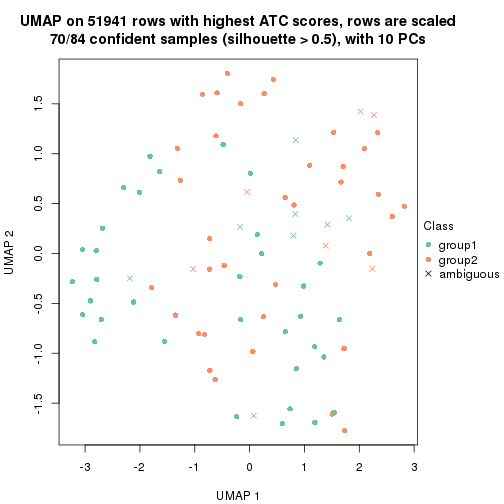 UMAP on 51941 rows with highest ATC scores, rows are scaled
70/84 confident samples (silhouette > 0.5), with 10 PCs
UMAP 2
1.5
1.0
0.5
0.0
-0.5
-1.0
-1.5
-3 -2 -1 0 1 2 3
UMAP 1
Class
group1
group2
ambiguous